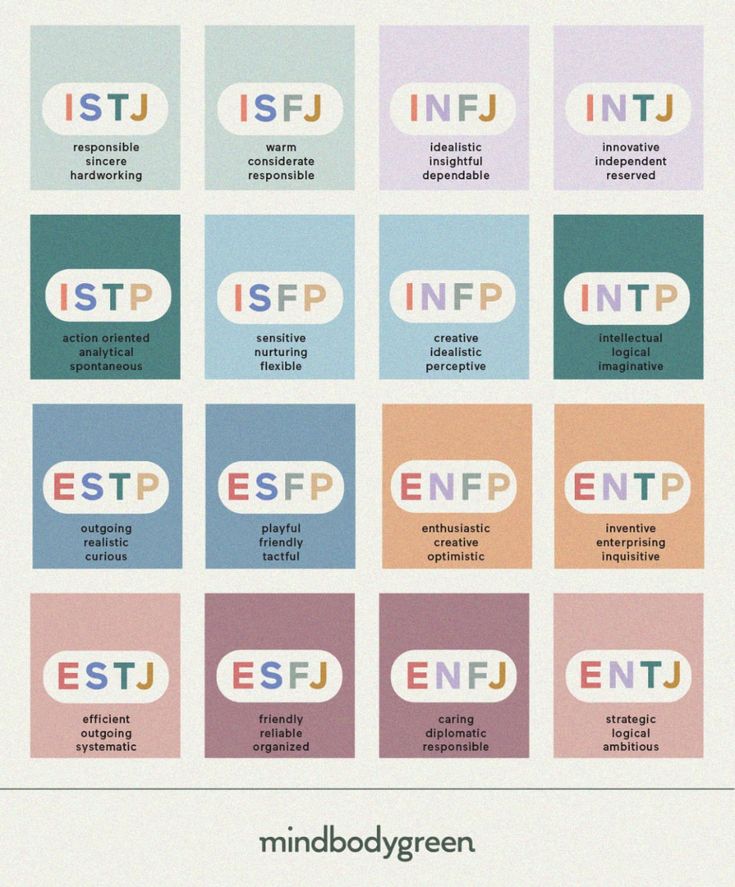 ISTJ
responsible
sincere
hardworking
ISFJ
warm
considerate
responsible
INFJ
idealistic
insightful
dependable
INTJ
innovative
independent
reserved
ISTP
action oriented
analytical
spontaneous
ISFP
sensitive
nurturing
flexible
INFP
creative
idealistic
perceptive
INTP
intellectual
logical
imaginative
ESTP
outgoing
realistic
curious
ESFP
playful
friendly
tactful
ENFP
enthusiastic
creative
optimistic
ENTP
inventive
enterprising
inquisitive
ESTJ
efficient
outgoing
systematic
ESFJ
friendly
reliable
organized
ENFJ
caring
diplomatic
responsible
ENTJ
strategic
logical
ambitious
mindbodygreen